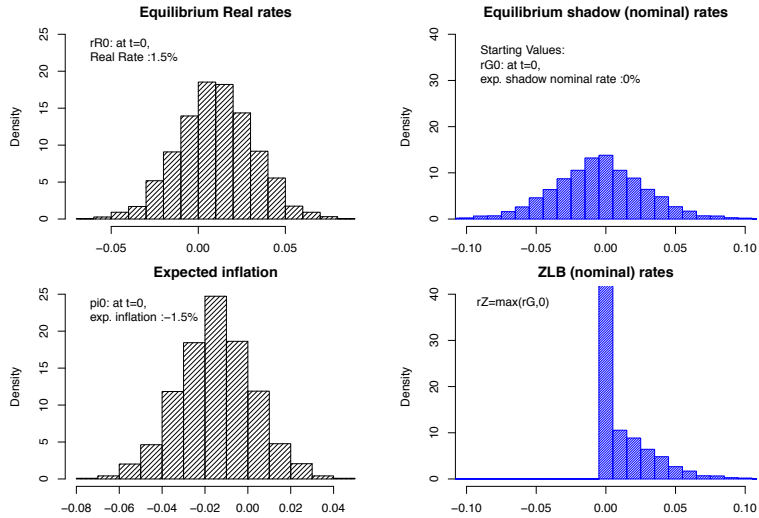 Equilibrium Real rates
rR0: at t=0,
Real Rate :1.5%
Density
0
5
10
15
20
25
−0.05
0.00
0.05
Equilibrium shadow (nominal) rates
Starting Values:
rG0: at t=0,
exp. shadow nominal rate :0%
Density
0
10
20
30
40
−0.10
−0.05
0.00
0.05
0.10
Expected inflation
pi0: at t=0,
exp. inflation :−1.5%
Density
0
5
10
15
20
25
−0.08
−0.06
−0.04
−0.02
0.00
0.02
0.04
ZLB (nominal) rates
rZ=max(rG,0)
Density
0
10
20
30
40
−0.10
−0.05
0.00
0.05
0.10